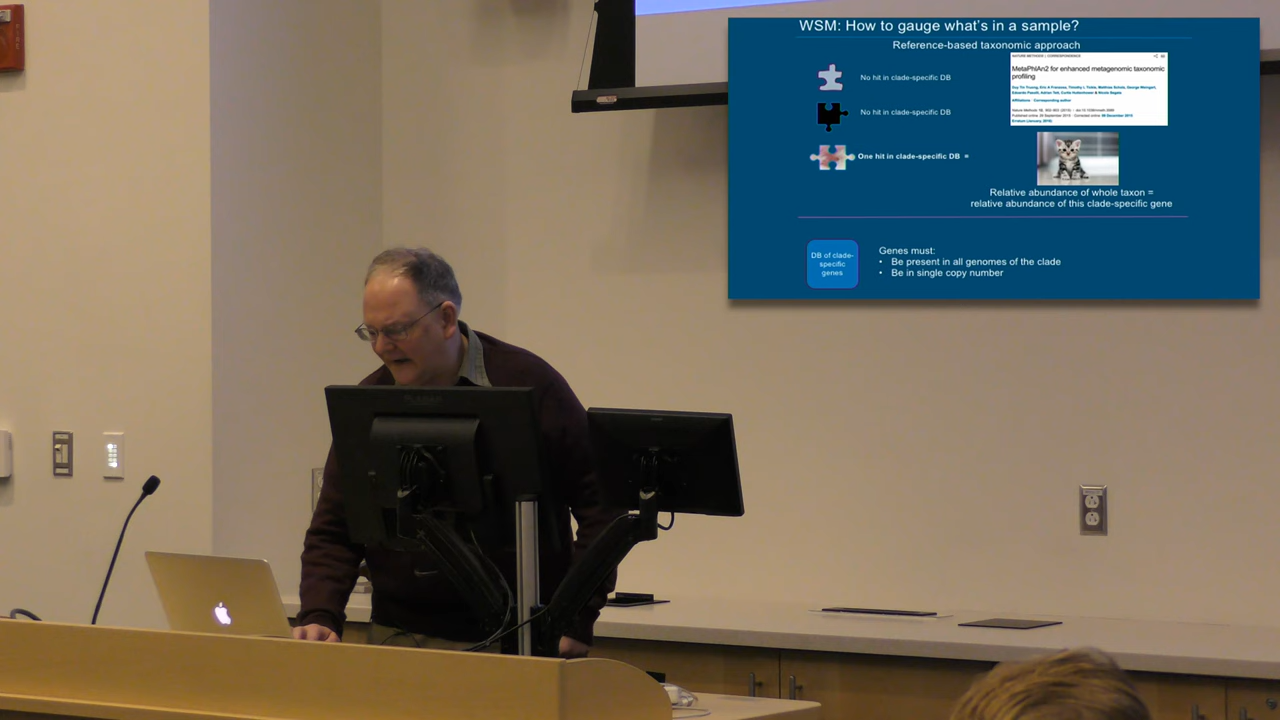 WSM: How to gauge what's in a sample?
Reference-based taxonomic approach
No hit in clade-specific DB
MetaPhlAn2 for enhanced metagenomic taxonomic
profiling
No hit in clade-specific DB
One hit in clade-specific DB =
Relative abundance of whole taxon =
relative abundance of this clade-specific gene
DB of clade-
specific
genes
Genes must:
• Be present in all genomes of the clade
• Be in single copy number